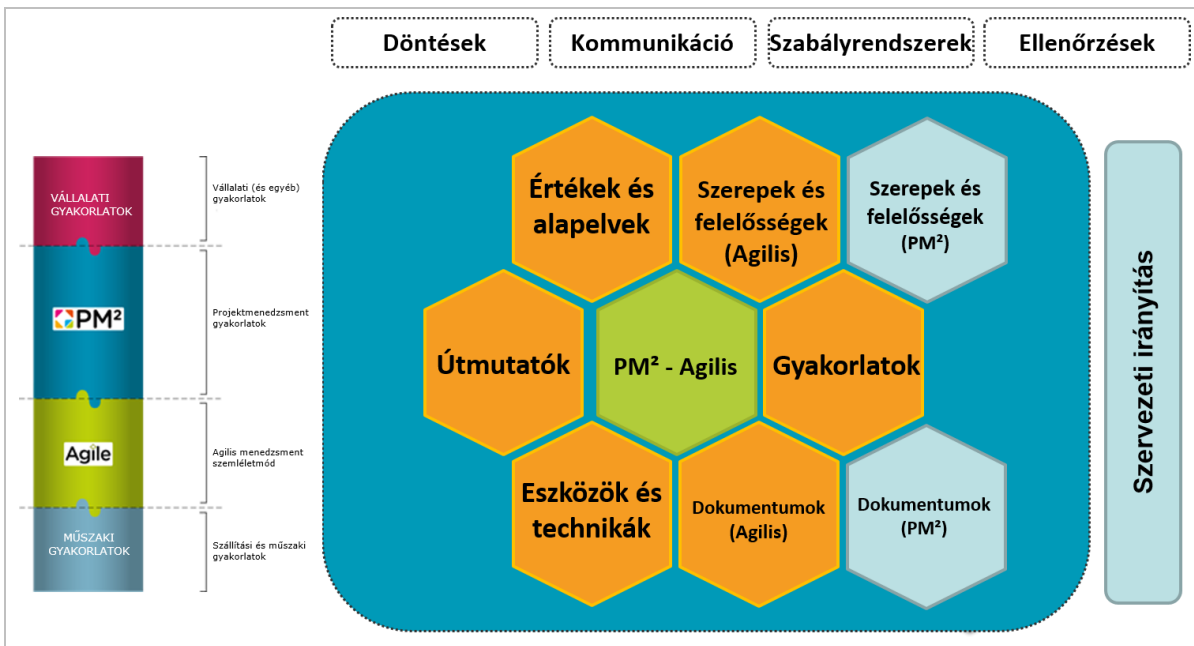 Döntések
Kommunikáció
Szabályrendszerek
Ellenőrzések
VÁLLALATI
GYAKORLATOK
Vállalati (és egyéb)
gyakorlatok
PM²
Projektmenedzsment
gyakorlatok
Agile
Agilis menedzsment
szemléletmód
MŰSZAKI
GYAKORLATOK
Szállítási és műszaki
gyakorlatok
Értékek és
alapelvek
Szerepek és
felelősségek
(Agilis)
Szerepek és
felelősségek
(PM²)
Útmutatók
PM² - Agilis
Gyakorlatok
Eszközök és
technikák
Dokumentumok
(Agilis)
Dokumentumok
(PM²)
Szervezeti irányítás